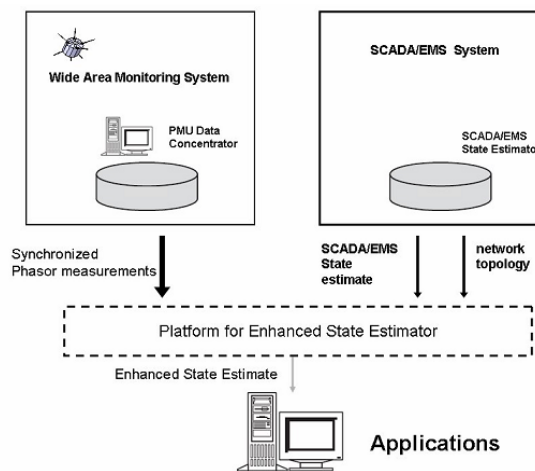 Wide Area Monitoring System
PMU Data
Concentrator
SCADA/EMS System
SCADA/EMS
State Estimator
Synchronized
Phasor measurements
SCADA/EMS
State
estimate
network
topology
Platform for Enhanced State Estimator
Enhanced State Estimate
Applications